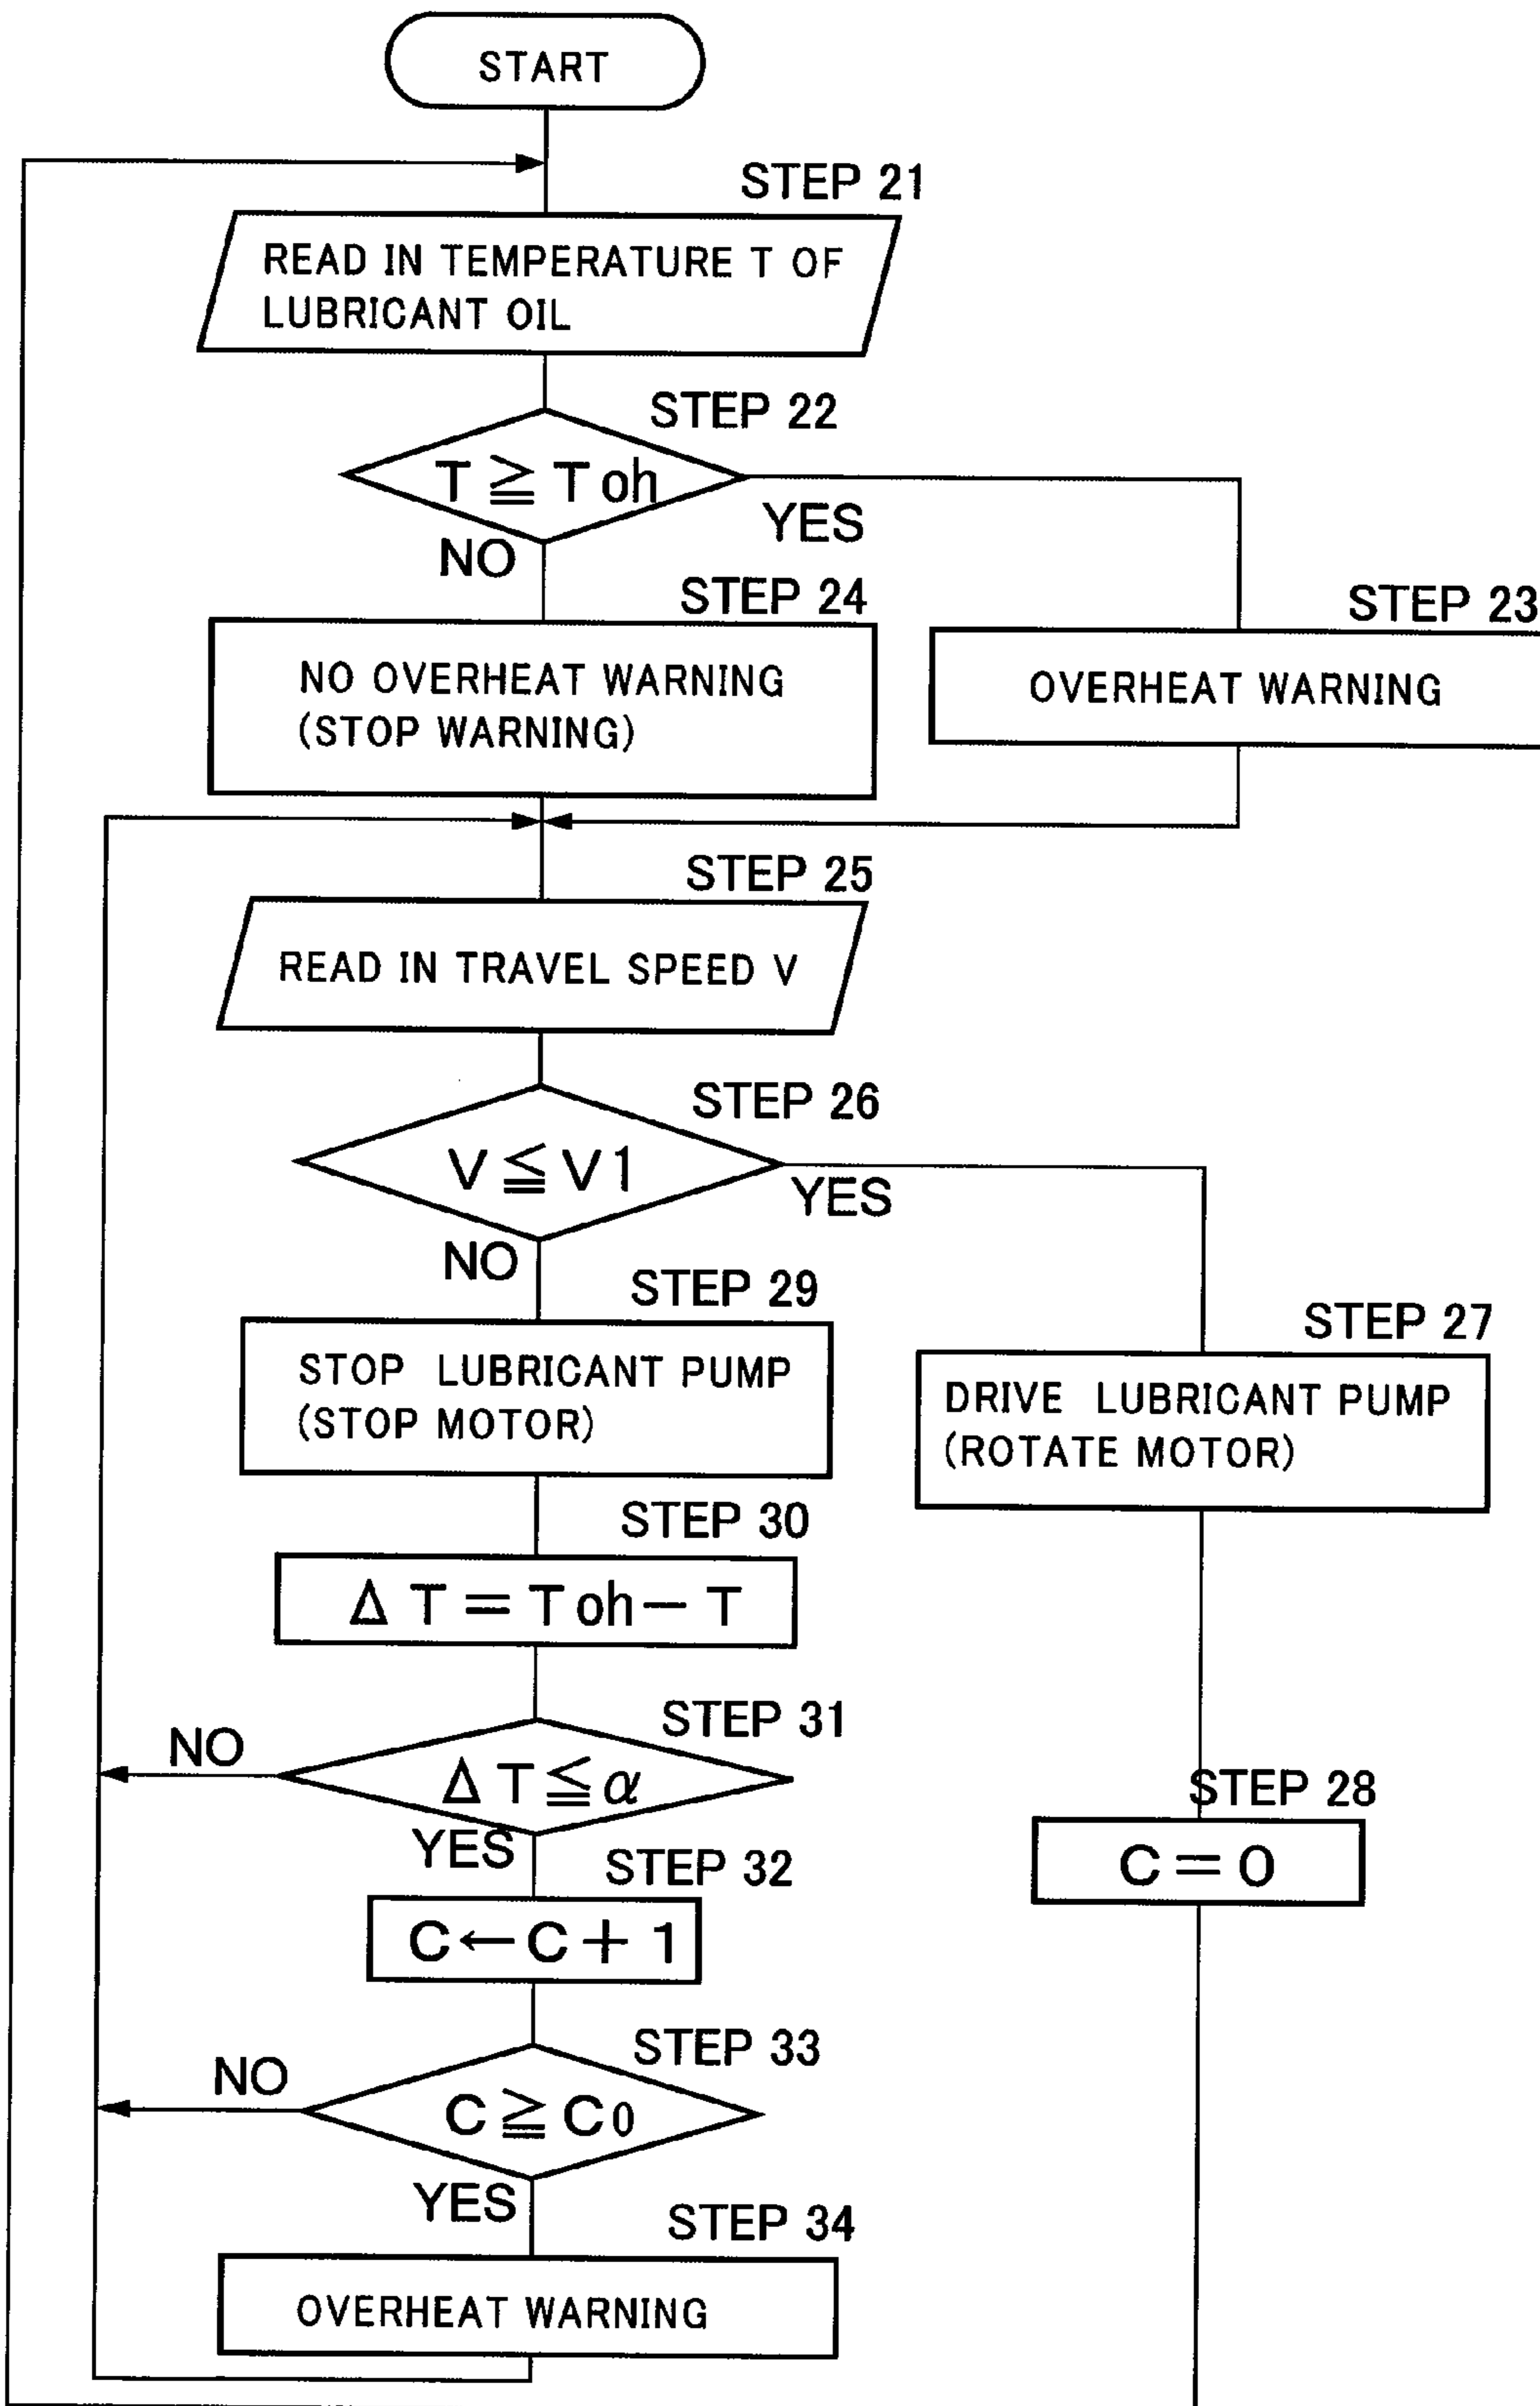 START
STEP 21
READ IN TEMPERATURE T OF
LUBRICANT OIL
STEP 22
T ≧ Toh
YES
NO
STEP 24
NO OVERHEAT WARNING
(STOP WARNING)
STEP 23
OVERHEAT WARNING
STEP 25
READ IN TRAVEL SPEED V
STEP 26
V ≦ V1
YES
NO
STEP 29
STOP LUBRICANT PUMP
(STOP MOTOR)
STEP 27
DRIVE LUBRICANT PUMP
(ROTATE MOTOR)
STEP 30
Δ T = Toh − T
STEP 31
NO
Δ T ≦ α
YES
STEP 28
C = 0
STEP 32
C ← C + 1
STEP 33
NO
C ≧ C0
YES
STEP 34
OVERHEAT WARNING